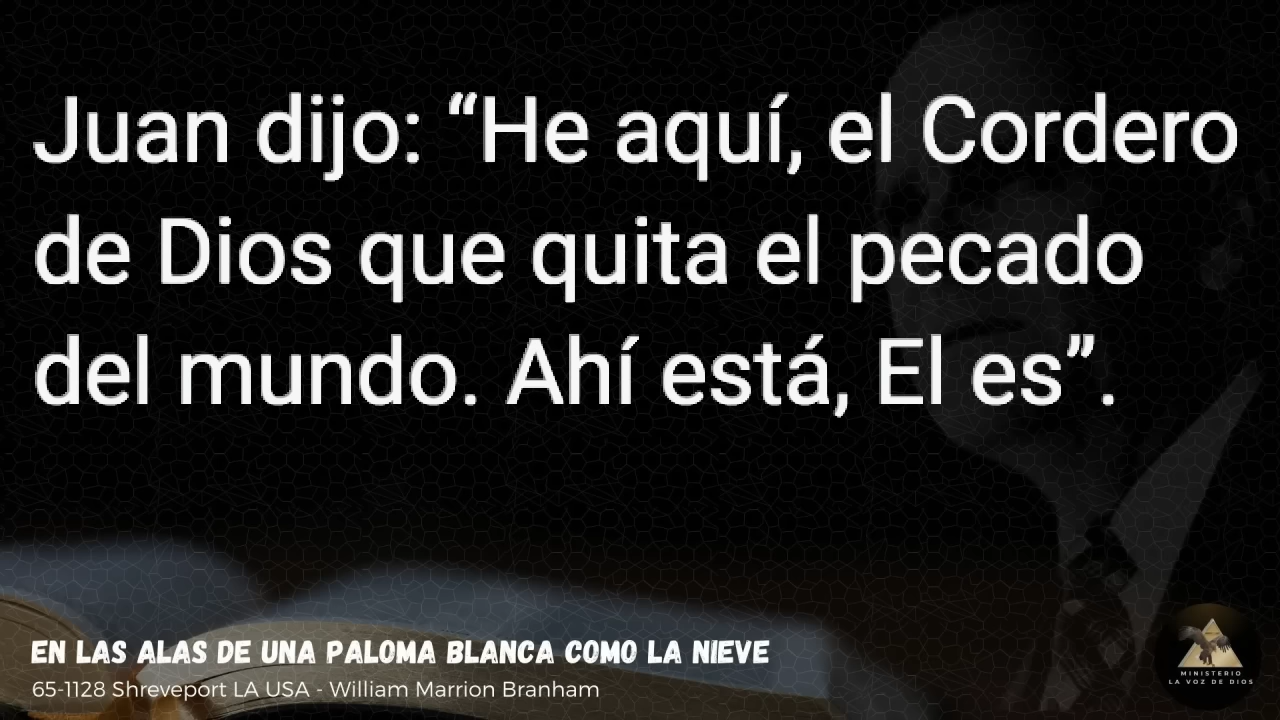 Juan dijo: “He aquí, el Cordero
de Dios que quita el pecado
del mundo. Ahí está, El es”.
EN LAS ALAS DE UNA PALOMA BLANCA COMO LA NIEVE
65-1128 Shreveport LA USA - William Marrion Branham
MINISTERIO
LA VOZ DE DIOS